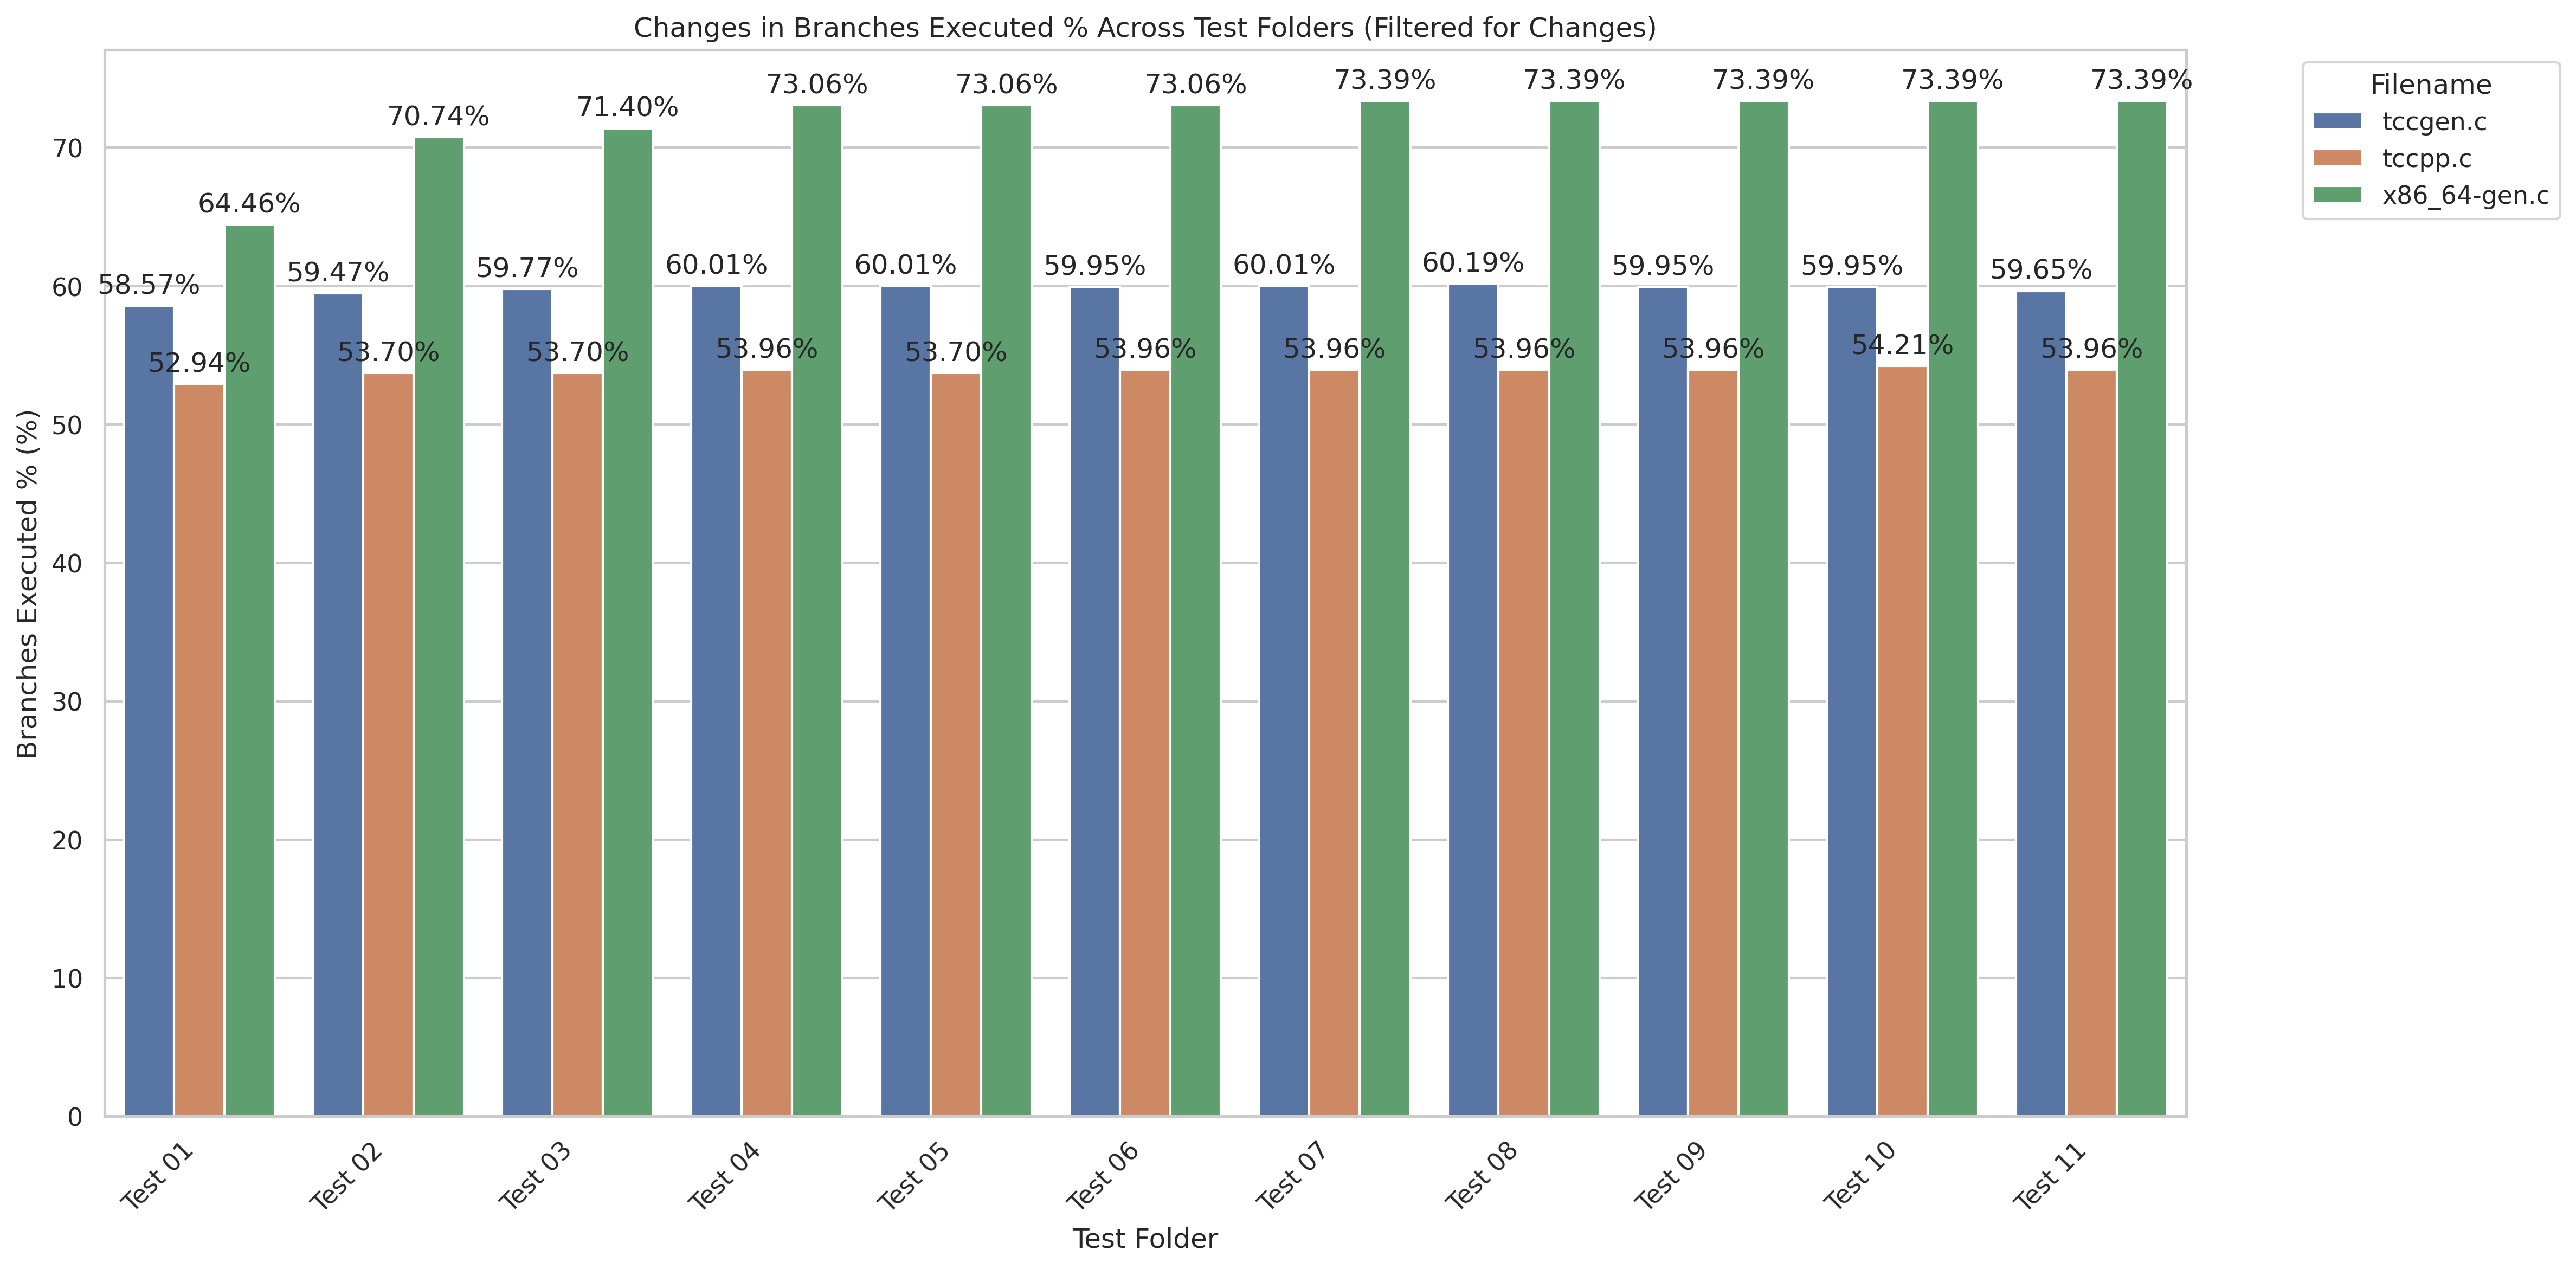 Changes in Branches Executed % Across Test Folders (Filtered for Changes)
Filename
tccgen.c
tccpp.c
x86_64-gen.c
Branches Executed % (%)
70
60
50
40
30
20
10
0
58.57% 52.94% 64.46%
59.47% 53.70% 70.74%
59.77% 53.70% 71.40%
60.01% 53.96% 73.06%
60.01% 53.70% 73.06%
59.95% 53.96% 73.06%
60.01% 53.96% 73.39%
60.19% 53.96% 73.39%
59.95% 53.96% 73.39%
59.95% 54.21% 73.39%
59.65% 53.96% 73.39%
Test 01
Test 02
Test 03
Test 04
Test 05
Test 06
Test 07
Test 08
Test 09
Test 10
Test 11
Test Folder